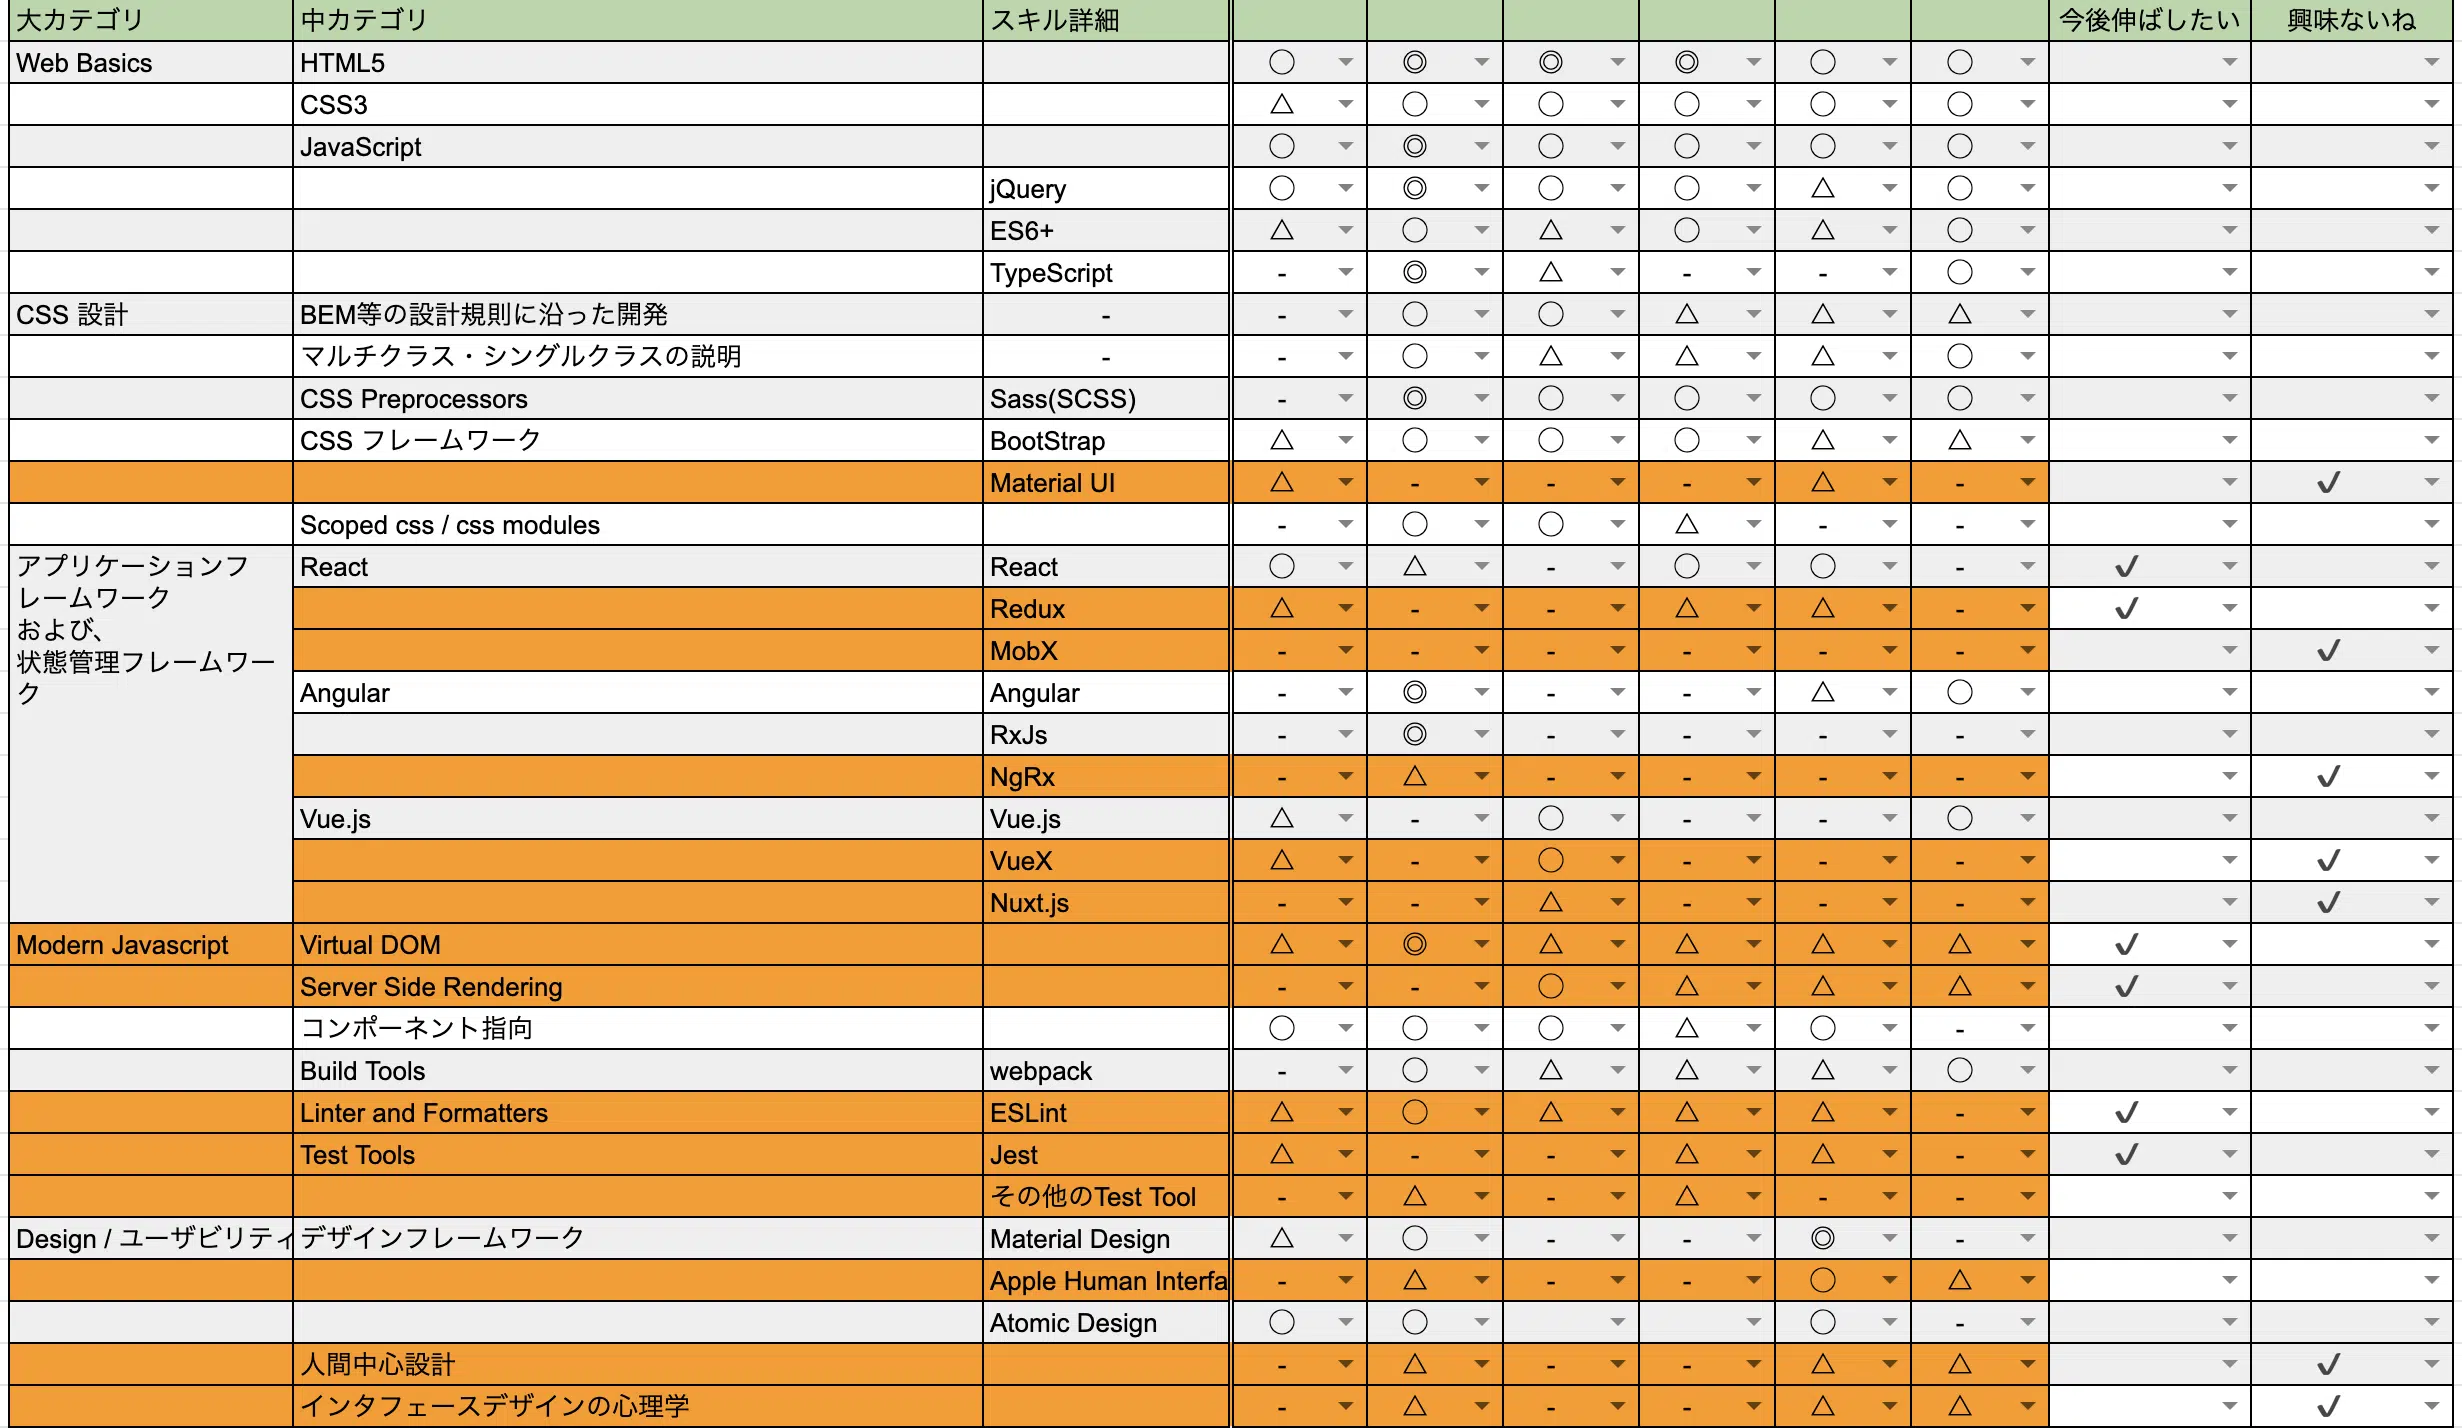 大カテゴリ 中カテゴリ スキル詳細 今後伸ばしたい 興味ないね
Web Basics HTML5 ○ ◎ ◎ ◎ ○ ○
CSS3 △ ○ ○ ○ ○ ○
JavaScript ○ ◎ ○ ○ ○ ○
jQuery ○ ◎ ○ ○ △ ○
ES6+ △ ○ △ ○ △ ○
TypeScript - ◎ △ - - ○
CSS 設計 BEM等の設計規則に沿った開発 - - ○ ○ △ △ △
マルチクラス・シングルクラスの説明 - - ○ △ △ △ ○
CSS Preprocessors Sass(SCSS) - ◎ ○ ○ ○ ○
CSS フレームワーク BootStrap △ ○ ○ ○ △ △
Material UI △ - - - △ - ✓
Scoped css / css modules - ○ ○ △ - -
アプリケーションフ
レームワーク
および、
状態管理フレームワー
ク
React React ○ △ - ○ ○ - ✓
Redux △ - - △ △ - ✓
MobX - - - - - - ✓
Angular Angular - ◎ - - △ ○
RxJs - ◎ - - - -
NgRx - △ - - - - ✓
Vue.js Vue.js △ - ○ - - ○
VueX △ - ○ - - - ✓
Nuxt.js - - △ - - - ✓
Modern Javascript Virtual DOM △ ◎ △ △ △ △ ✓
Server Side Rendering - - ○ △ △ △ ✓
コンポーネント指向 ○ ○ ○ △ ○ -
Build Tools webpack - ○ △ △ △ ○
Linter and Formatters ESLint △ ○ △ △ △ - ✓
Test Tools Jest △ - - △ △ - ✓
その他のTest Tool - △ - △ - -
Design / ユーザビリティ デザインフレームワーク Material Design △ ○ - - ◎ -
Apple Human Interfa - △ - - ○ △
Atomic Design ○ ○ ○ -
人間中心設計 - △ - - △ △ ✓
インタフェースデザインの心理学 - △ - - △ △ ✓